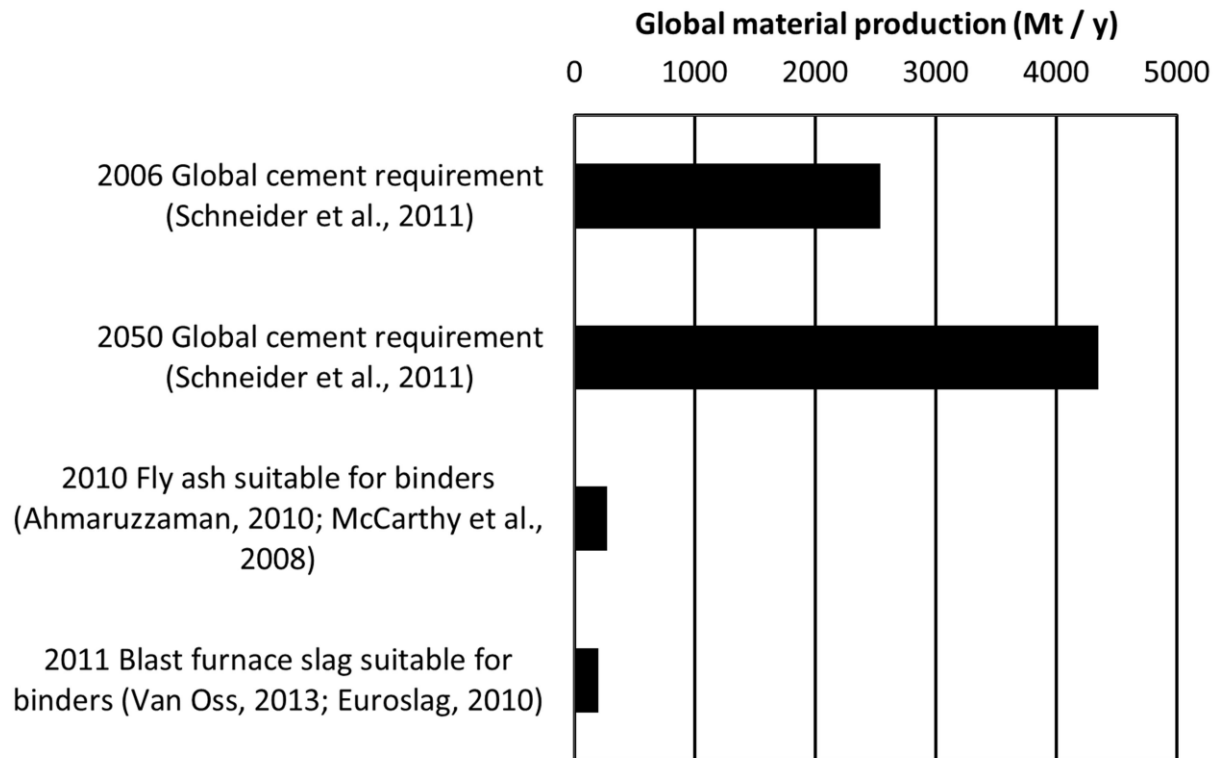 Global material production (Mt / y)
0 1000 2000 3000 4000 5000
2006 Global cement requirement
(Schneider et al., 2011)
2050 Global cement requirement
(Schneider et al., 2011)
2010 Fly ash suitable for binders
(Ahmaruzzaman, 2010; McCarthy et al.,
2008)
2011 Blast furnace slag suitable for
binders (Van Oss, 2013; Euroslag, 2010)